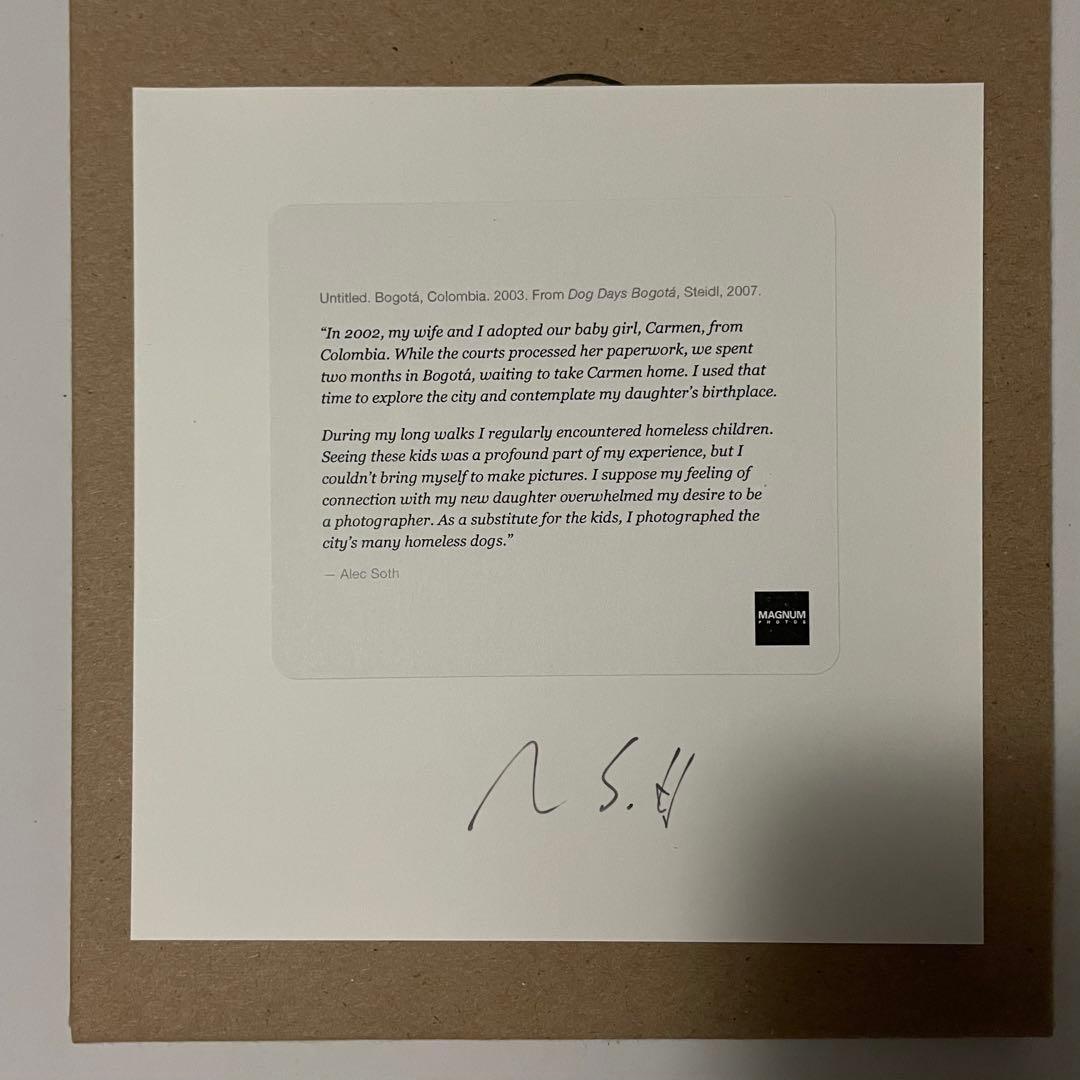 Untitled. Bogotá, Colombia. 2003. From Dog Days Bogotá, Steidl, 2007.
“In 2002, my wife and I adopted our baby girl, Carmen, from
Colombia. While the courts processed her paperwork, we spent
two months in Bogotá, waiting to take Carmen home. I used that
time to explore the city and contemplate my daughter’s birthplace.
During my long walks I regularly encountered homeless children.
Seeing these kids was a profound part of my experience, but I
couldn’t bring myself to make pictures. I suppose my feeling of
connection with my new daughter overwhelmed my desire to be
a photographer. As a substitute for the kids, I photographed the
city’s many homeless dogs.”
— Alec Soth
MAGNUM
PHOTOS